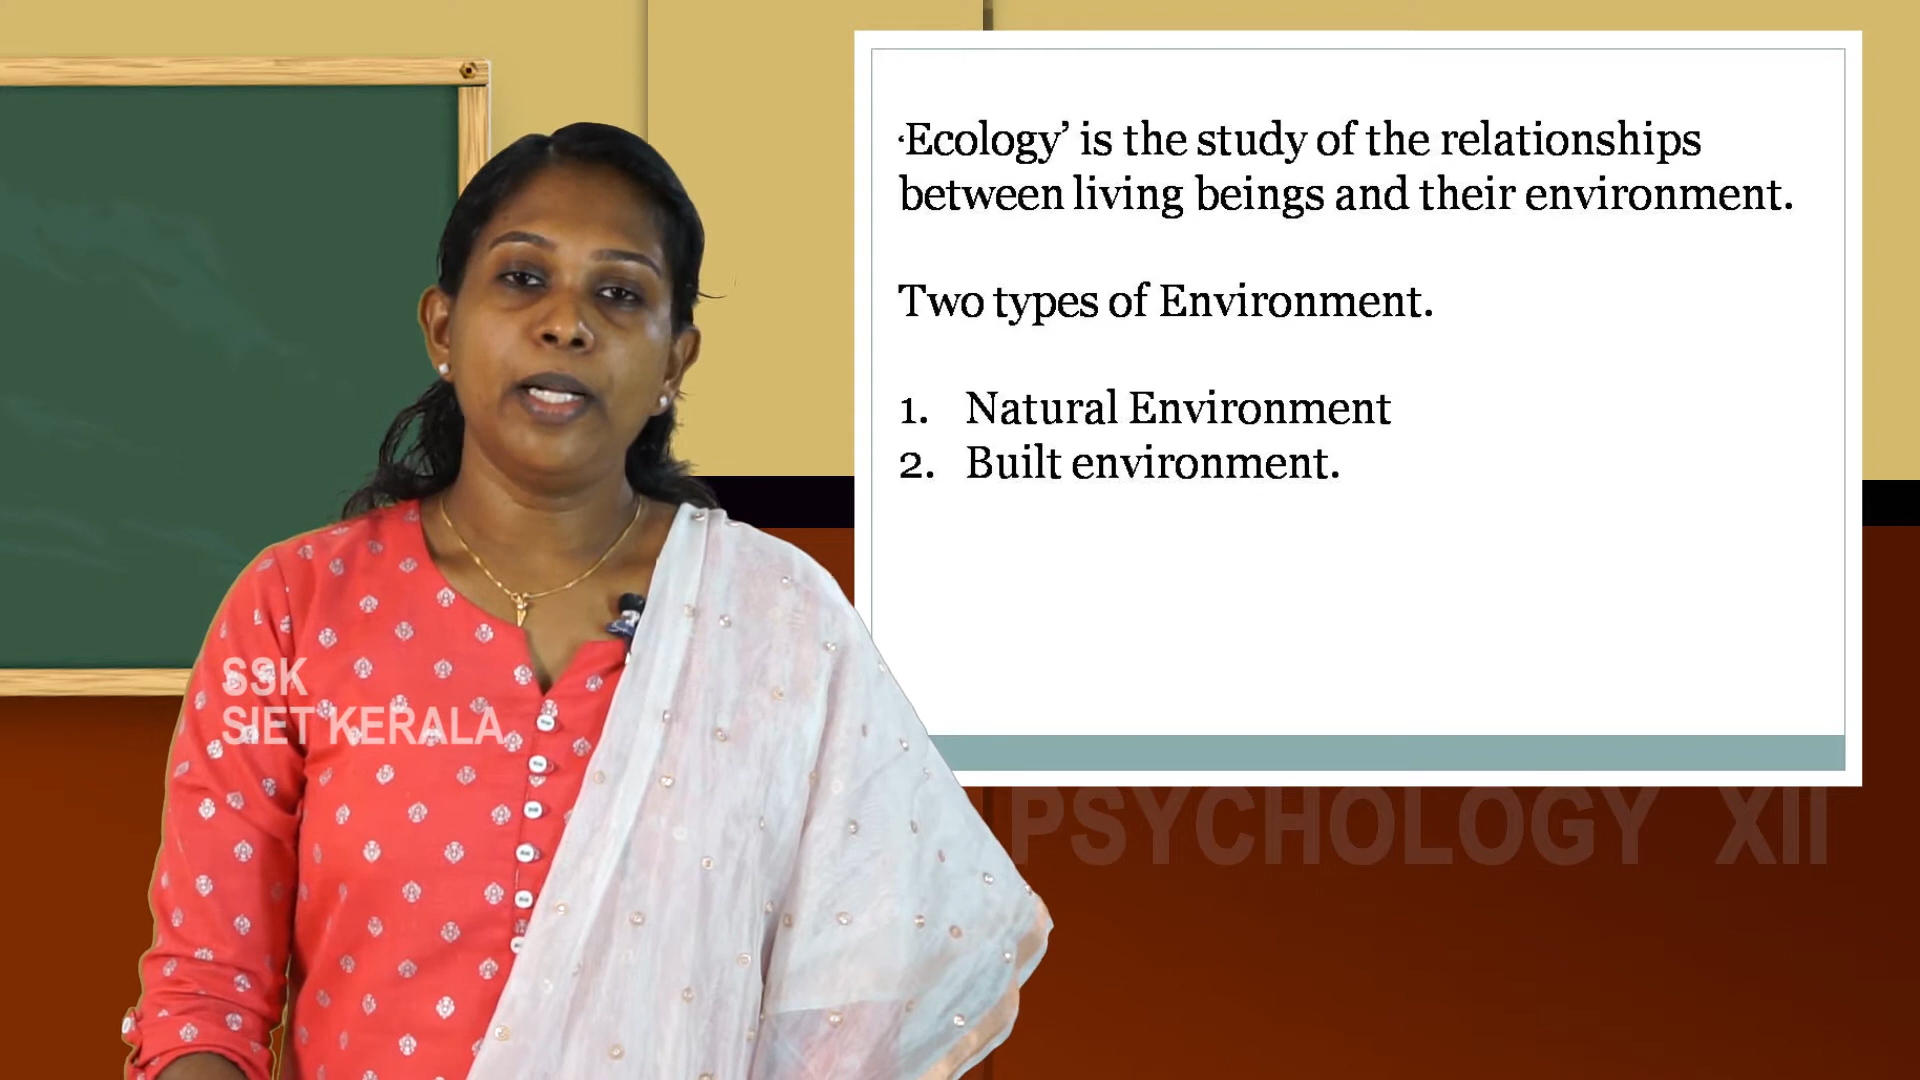 ‘Ecology’ is the study of the relationships
between living beings and their environment.
Two types of Environment.
1. Natural Environment
2. Built environment.
SSK
SIET KERALA
PSYCHOLOGY XII